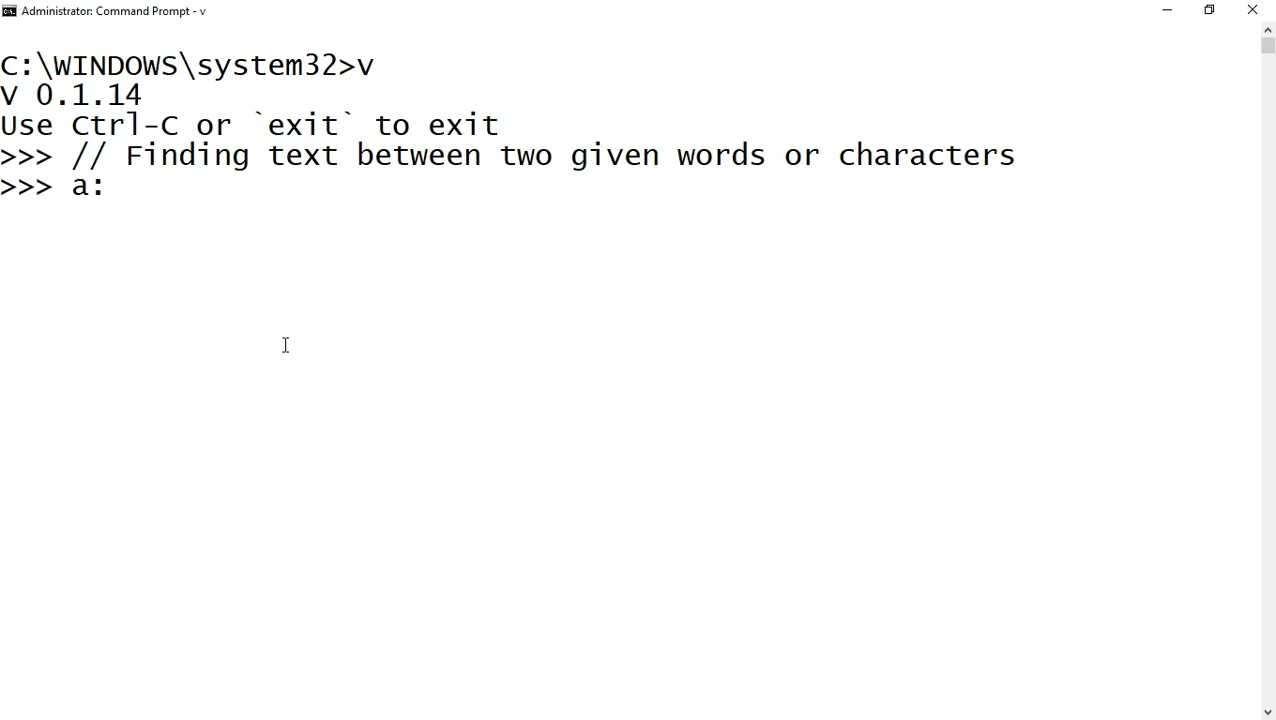 Administrator: Command Prompt - v
C:\WINDOWS\system32>v
V 0.1.14
Use Ctrl-C or `exit` to exit
>>> // Finding text between two given words or characters
>>> a: